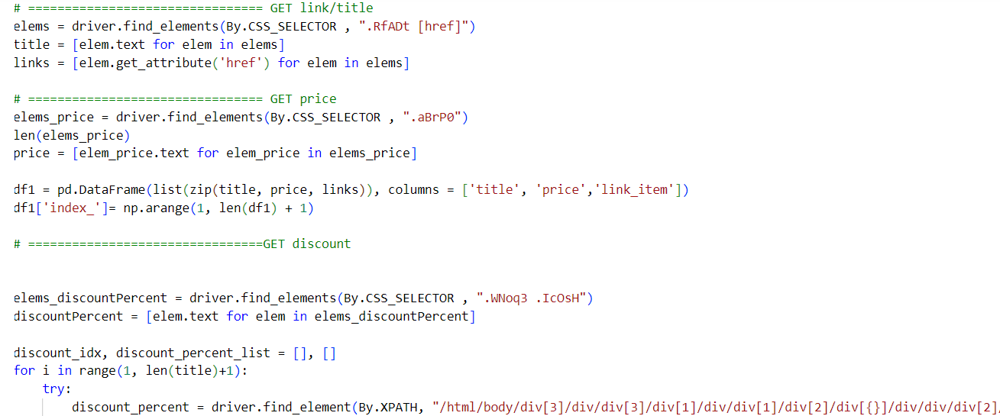 # ================================ GET link/title
elems = driver.find_elements(By.CSS_SELECTOR , ".RfADt [href]")
title = [elem.text for elem in elems]
links = [elem.get_attribute('href') for elem in elems]
# ================================ GET price
elems_price = driver.find_elements(By.CSS_SELECTOR , ".aBrP0")
len(elems_price)
price = [elem_price.text for elem_price in elems_price]
df1 = pd.DataFrame(list(zip(title, price, links)), columns = ['title', 'price','link_item'])
df1['index_']= np.arange(1, len(df1) + 1)
# ================================GET discount
elems_discountPercent = driver.find_elements(By.CSS_SELECTOR , ".WNoq3 .IcOsH")
discountPercent = [elem.text for elem in elems_discountPercent]
discount_idx, discount_percent_list = [], []
for i in range(1, len(title)+1):
try:
discount_percent = driver.find_element(By.XPATH, "/html/body/div[3]/div/div[3]/div[1]/div/div[1]/div[2]/div[{}]/div/div/div[2]/